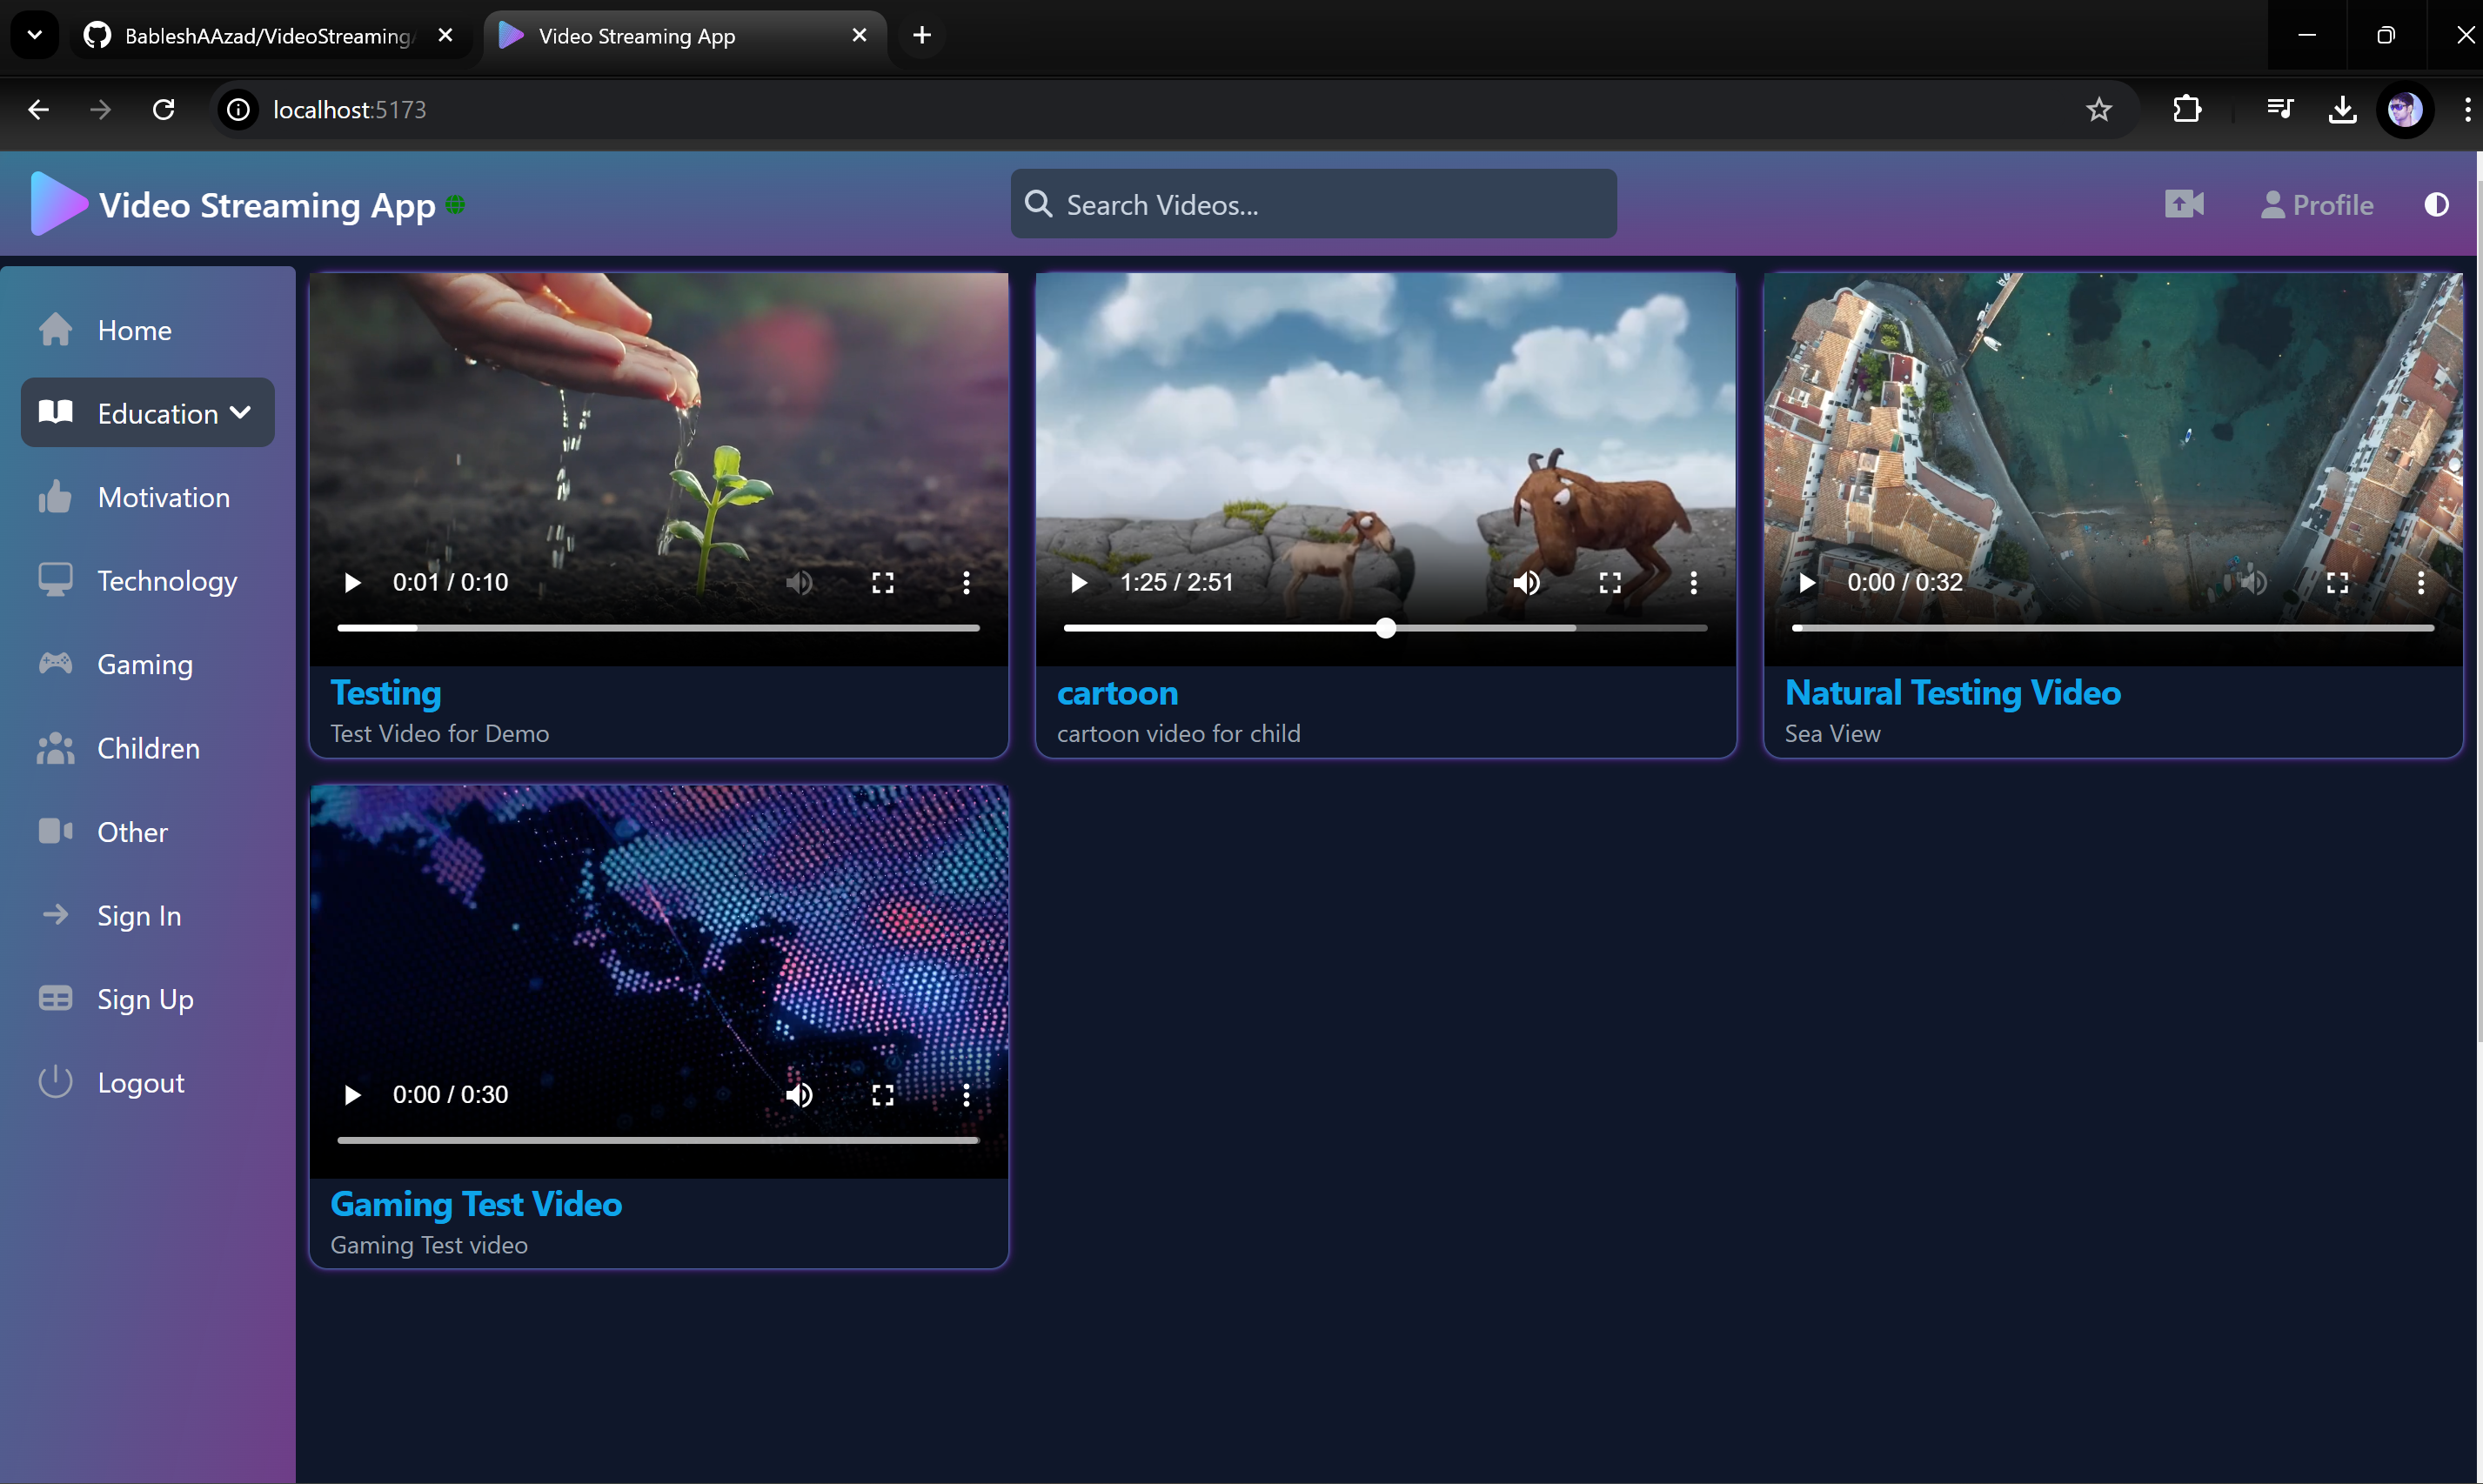 BableshAAzad/VideoStreaming
Video Streaming App
localhost:5173
Video Streaming App
Search Videos...
Profile
Home
Education
Motivation
Technology
Gaming
Children
Other
Sign In
Sign Up
Logout
0:01 / 0:10
Testing
Test Video for Demo
1:25 / 2:51
cartoon
cartoon video for child
0:00 / 0:32
Natural Testing Video
Sea View
0:00 / 0:30
Gaming Test Video
Gaming Test video